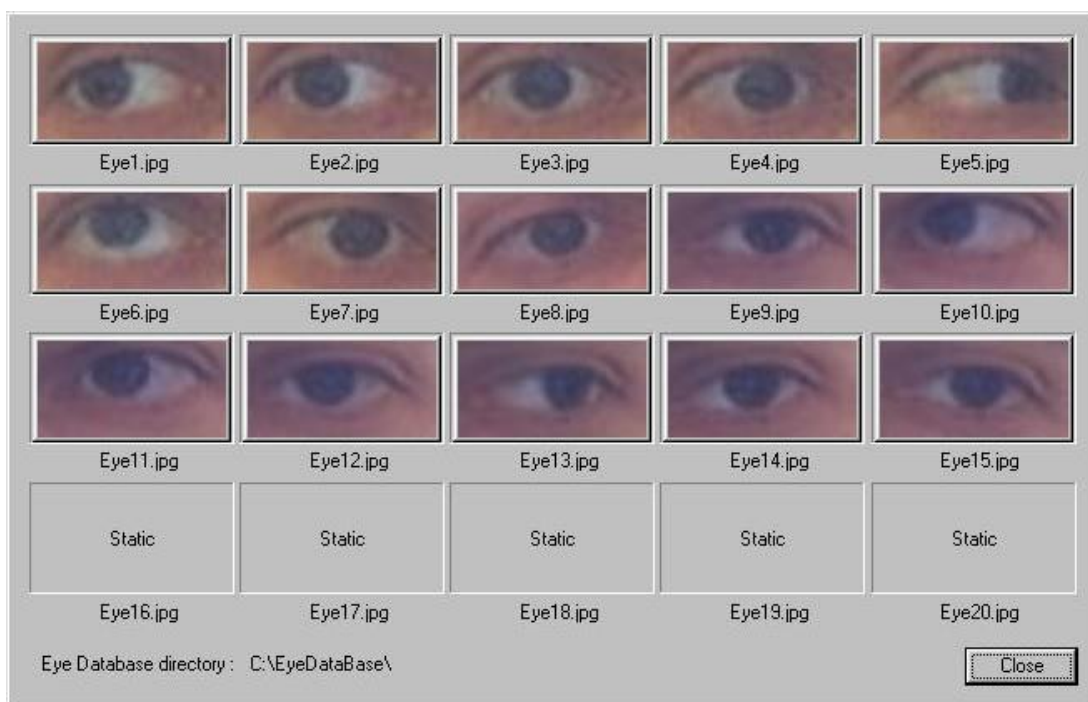 Eye1.jpg Eye2.jpg Eye3.jpg Eye4.jpg Eye5.jpg
Eye6.jpg Eye7.jpg Eye8.jpg Eye9.jpg Eye10.jpg
Eye11.jpg Eye12.jpg Eye13.jpg Eye14.jpg Eye15.jpg
Static Static Static Static Static
Eye16.jpg Eye17.jpg Eye18.jpg Eye19.jpg Eye20.jpg
Eye Database directory : C:\EyeDataBase\ Close